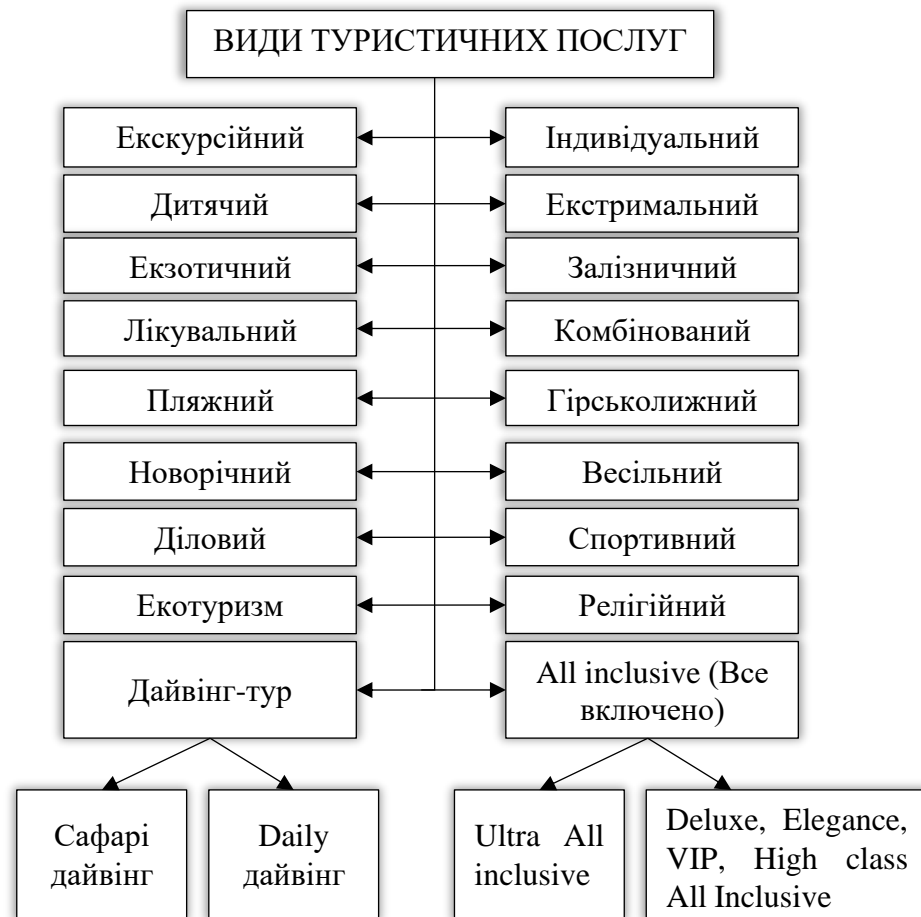 ВИДИ ТУРИСТИЧНИХ ПОСЛУГ
Екскурсійний
Індивідуальний
Дитячий
Екстримальний
Екзотичний
Залізничний
Лікувальний
Комбінований
Пляжний
Гірськолижний
Новорічний
Весільний
Діловий
Спортивний
Екотуризм
Релігійний
Дайвінг-тур
All inclusive (Все
включено)
Сафарі
дайвінг
Daily
дайвінг
Ultra All
inclusive
Deluxe, Elegance,
VIP, High class
All Inclusive